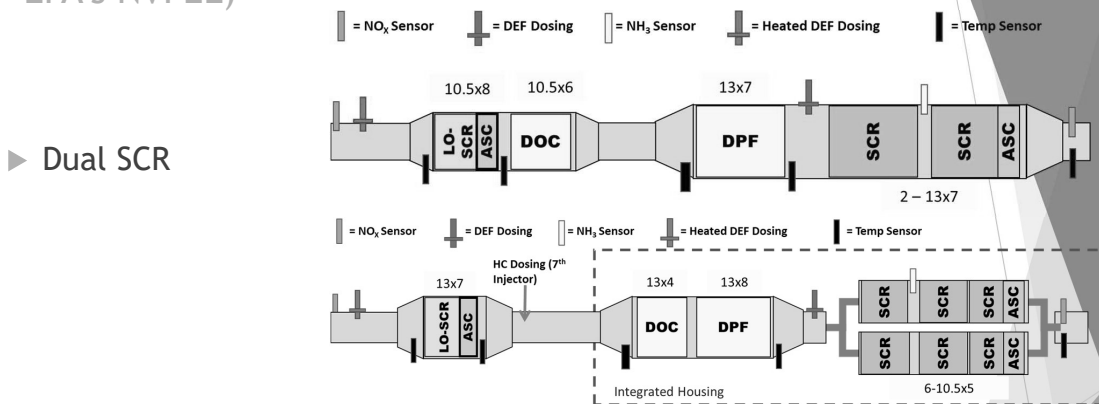 EPA's NVFEL)
= NOX Sensor = DEF Dosing = NH3 Sensor = Heated DEF Dosing = Temp Sensor
10.5x8 10.5x6 13x7
LO-SCR ASC DOC DPF SCR SCR ASC
Dual SCR
2 – 13x7
= NOX Sensor = DEF Dosing = NH3 Sensor = Heated DEF Dosing = Temp Sensor
HC Dosing (7th
Injector)
13x7 13x4 13x8
SCR SCR SCR ASC
LO-SCR ASC DOC DPF
SCR SCR SCR ASC
Integrated Housing 6-10.5x5